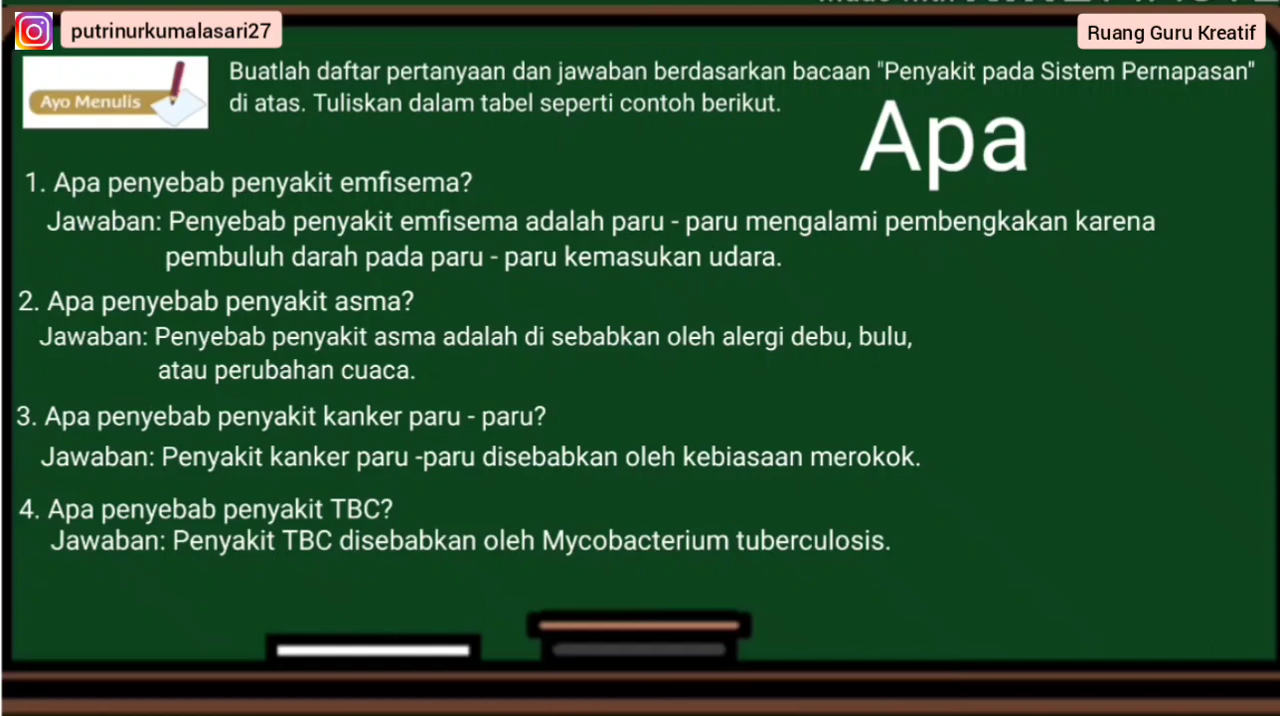 putrinurkumalasari27
Ruang Guru Kreatif
Ayo Menulis
Buatlah daftar pertanyaan dan jawaban berdasarkan bacaan "Penyakit pada Sistem Pernapasan"
di atas. Tuliskan dalam tabel seperti contoh berikut.
Apa
1. Apa penyebab penyakit emfisema?
Jawaban: Penyebab penyakit emfisema adalah paru - paru mengalami pembengkakan karena
pembuluh darah pada paru - paru kemasukan udara.
2. Apa penyebab penyakit asma?
Jawaban: Penyebab penyakit asma adalah di sebabkan oleh alergi debu, bulu,
atau perubahan cuaca.
3. Apa penyebab penyakit kanker paru - paru?
Jawaban: Penyakit kanker paru -paru disebabkan oleh kebiasaan merokok.
4. Apa penyebab penyakit TBC?
Jawaban: Penyakit TBC disebabkan oleh Mycobacterium tuberculosis.